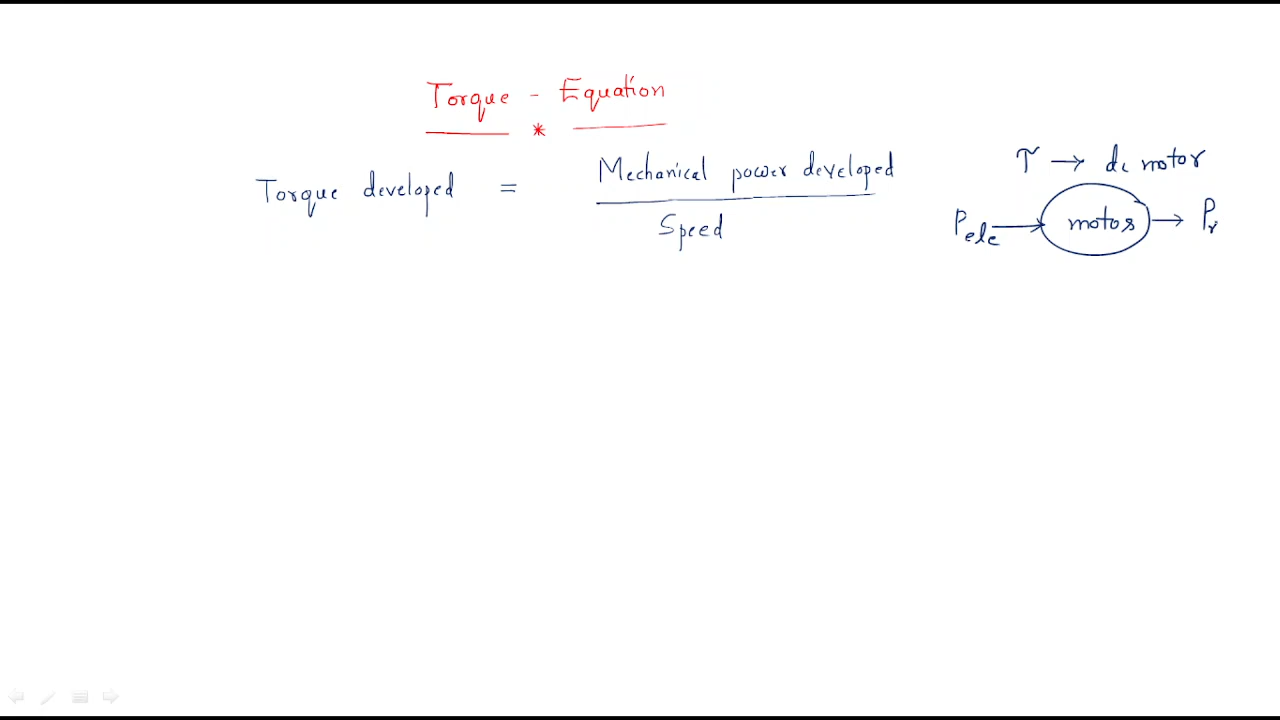 Torque - Equation
*
Torque developed = Mechanical power developed
Speed
T → dc motor
Pele → motor → P